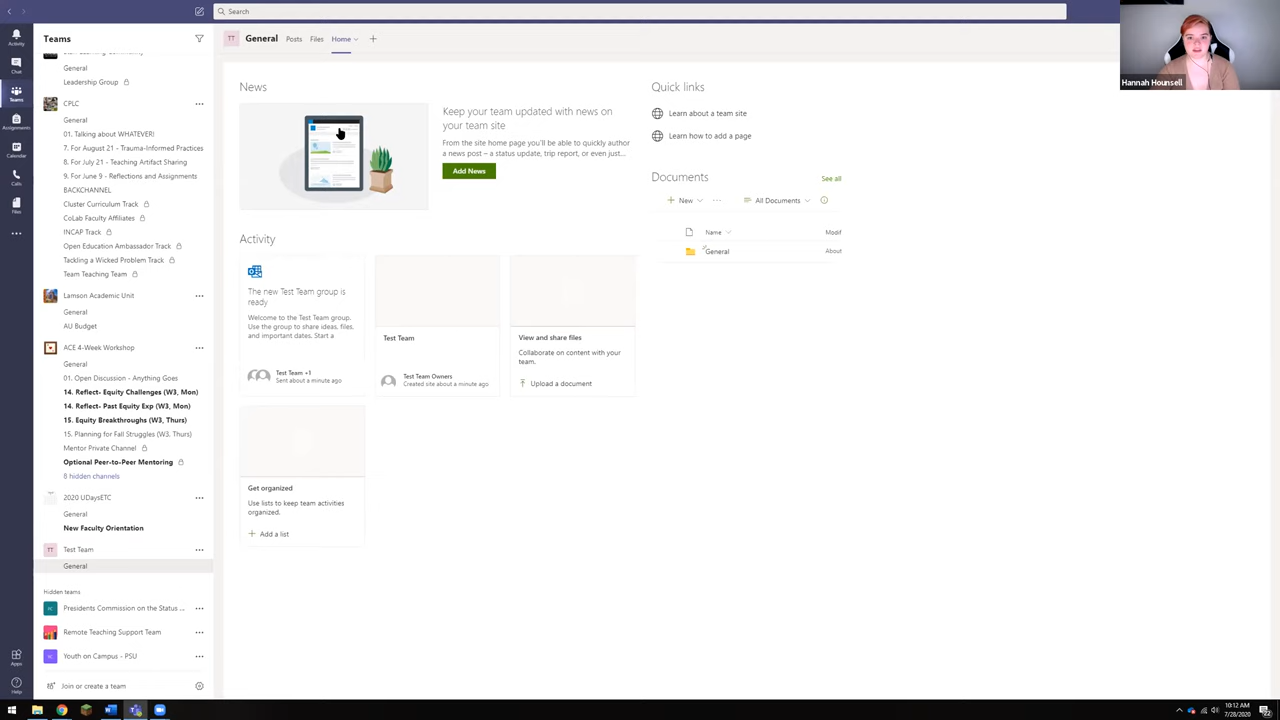 Search
Hannah Hounsell
Activity
Chat
Teams
Assignments
Calendar
Calls
Files
Apps
Help
Teams
General
Leadership Group
CPLC
General
01. Talking about WHATEVER!
7. For August 21 - Trauma-Informed Practices
8. For July 21 - Teaching Artifact Sharing
9. For June 9 - Reflections and Assignments
BACKCHANNEL
Cluster Curriculum Track
CoLab Faculty Affiliates
INCAP Track
Open Education Ambassador Track
Tackling a Wicked Problem Track
Team Teaching Team
Lamson Academic Unit
General
AU Budget
ACE 4-Week Workshop
General
01. Open Discussion - Anything Goes
14. Reflect- Equity Challenges (W3, Mon)
14. Reflect- Past Equity Exp (W3, Mon)
15. Equity Breakthroughs (W3, Thurs)
15. Planning for Fall Struggles (W3, Thurs)
Mentor Private Channel
Optional Peer-to-Peer Mentoring
8 hidden channels
2020 UDaysETC
General
New Faculty Orientation
TT Test Team
General
Hidden teams
Presidents Commission on the Status ...
Remote Teaching Support Team
Youth on Campus - PSU
Join or create a team
TT General Posts Files Home
News
Keep your team updated with news on
your team site
From the site home page you'll be able to quickly author
a news post – a status update, trip report, or even just...
Add News
Activity
The new Test Team group is
ready
Welcome to the Test Team group.
Use the group to share ideas, files,
and important dates. Start a
Test Team +1
Sent about a minute ago
Test Team
Test Team Owners
Created site about a minute ago
View and share files
Collaborate on content with your
team.
Upload a document
Get organized
Use lists to keep team activities
organized.
Add a list
Quick links
Learn about a team site
Learn how to add a page
Documents
See all
New ... All Documents
Name Modif
General About
10:12 AM
7/28/2020